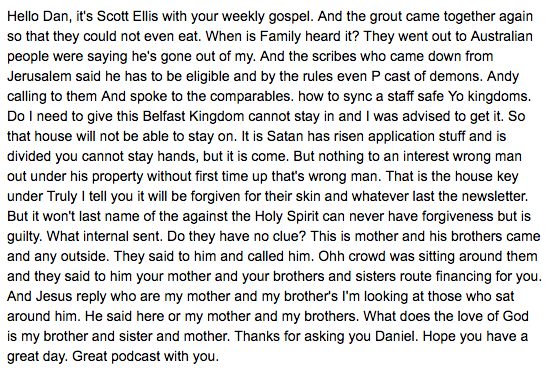 Hello Dan, it's Scott Ellis with your weekly gospel. And the grout came together again
so that they could not even eat. When is Family heard it? They went out to Australian
people were saying he's gone out of my. And the scribes who came down from
Jerusalem said he has to be eligible and by the rules even P cast of demons. Andy
calling to them And spoke to the comparables. how to sync a staff safe Yo kingdoms.
Do I need to give this Belfast Kingdom cannot stay in and I was advised to get it. So
that house will not be able to stay on. It is Satan has risen application stuff and is
divided you cannot stay hands, but it is come. But nothing to an interest wrong man
out under his property without first time up that's wrong man. That is the house key
under Truly I tell you it will be forgiven for their skin and whatever last the newsletter.
But it won't last name of the against the Holy Spirit can never have forgiveness but is
guilty. What internal sent. Do they have no clue? This is mother and his brothers came
and any outside. They said to him and called him. Ohh crowd was sitting around them
and they said to him your mother and your brothers and sisters route financing for you.
And Jesus reply who are my mother and my brother's I'm looking at those who sat
around him. He said here or my mother and my brothers. What does the love of God
is my brother and sister and mother. Thanks for asking you Daniel. Hope you have a
great day. Great podcast with you.